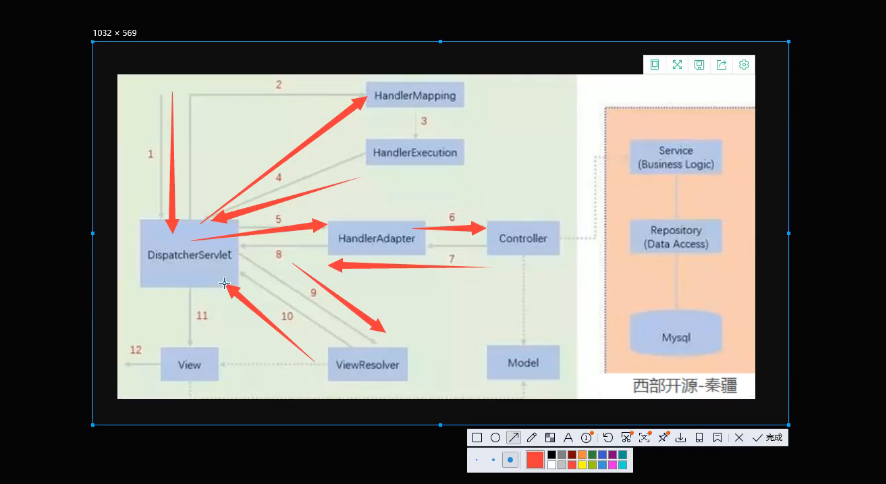 1032 × 569
2
HandlerMapping
3
1
HandlerExecution
Service
(Business Logic)
4
5
6
HandlerAdapter
Controller
Repository
(Data Access)
DispatcherServlet
8
7
9
10
11
Mysql
12
View
ViewResolver
Model
西部开源-秦疆
A
1
完成